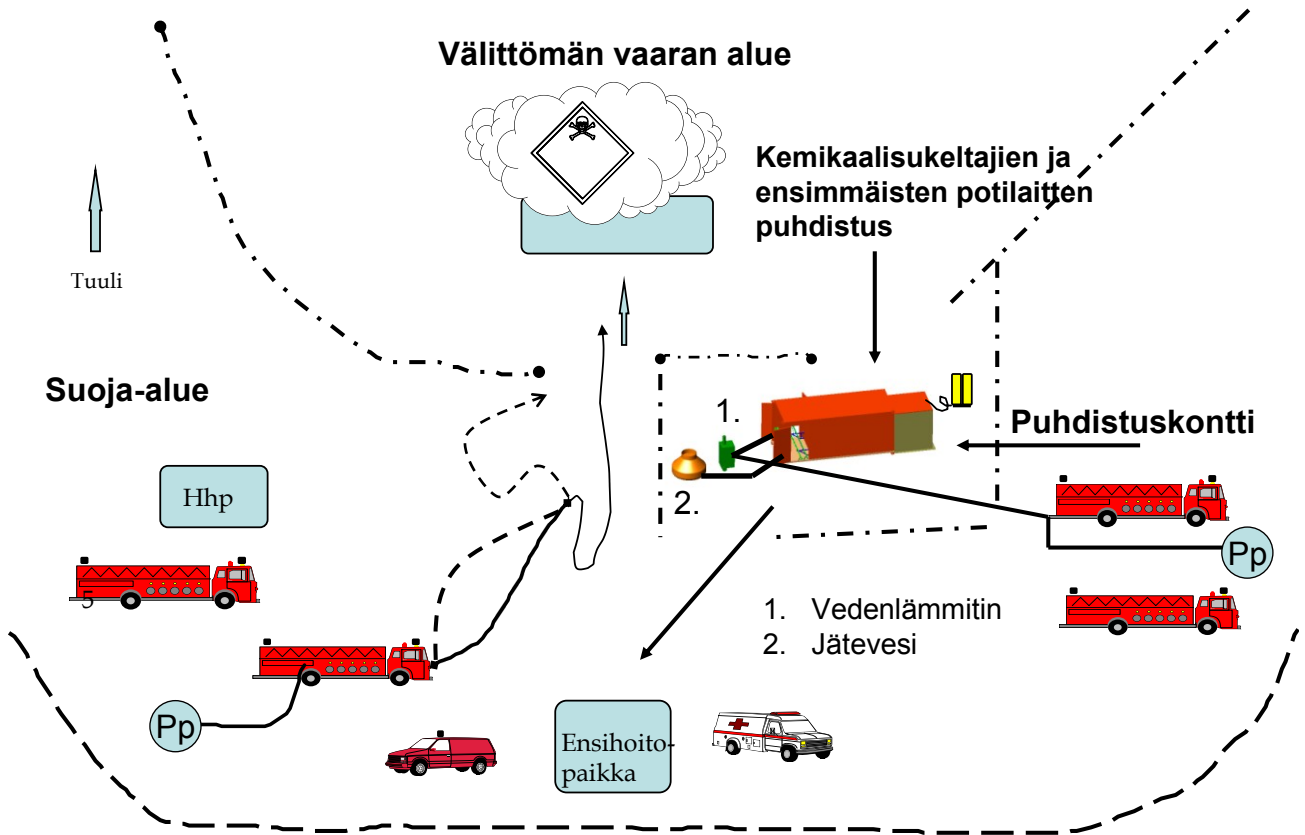 Välittömän vaaran alue
Kemikaalisukeltajien ja
ensimmäisten potilaitten
puhdistus
Tuuli
Suoja-alue
1.
Puhdistuskontti
2.
Hhp
Pp
5
1. Vedenlämmitin
2. Jätevesi
Pp
Ensihoito-
paikka